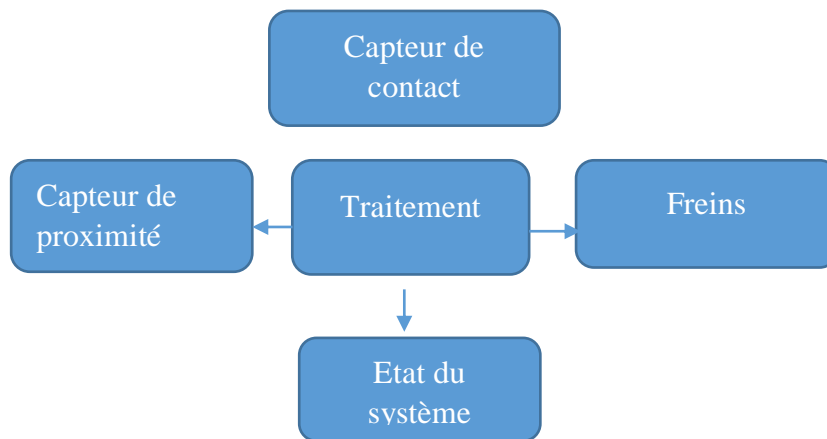 Capteur de
contact
Capteur de
proximité
Traitement
Freins
Etat du
système